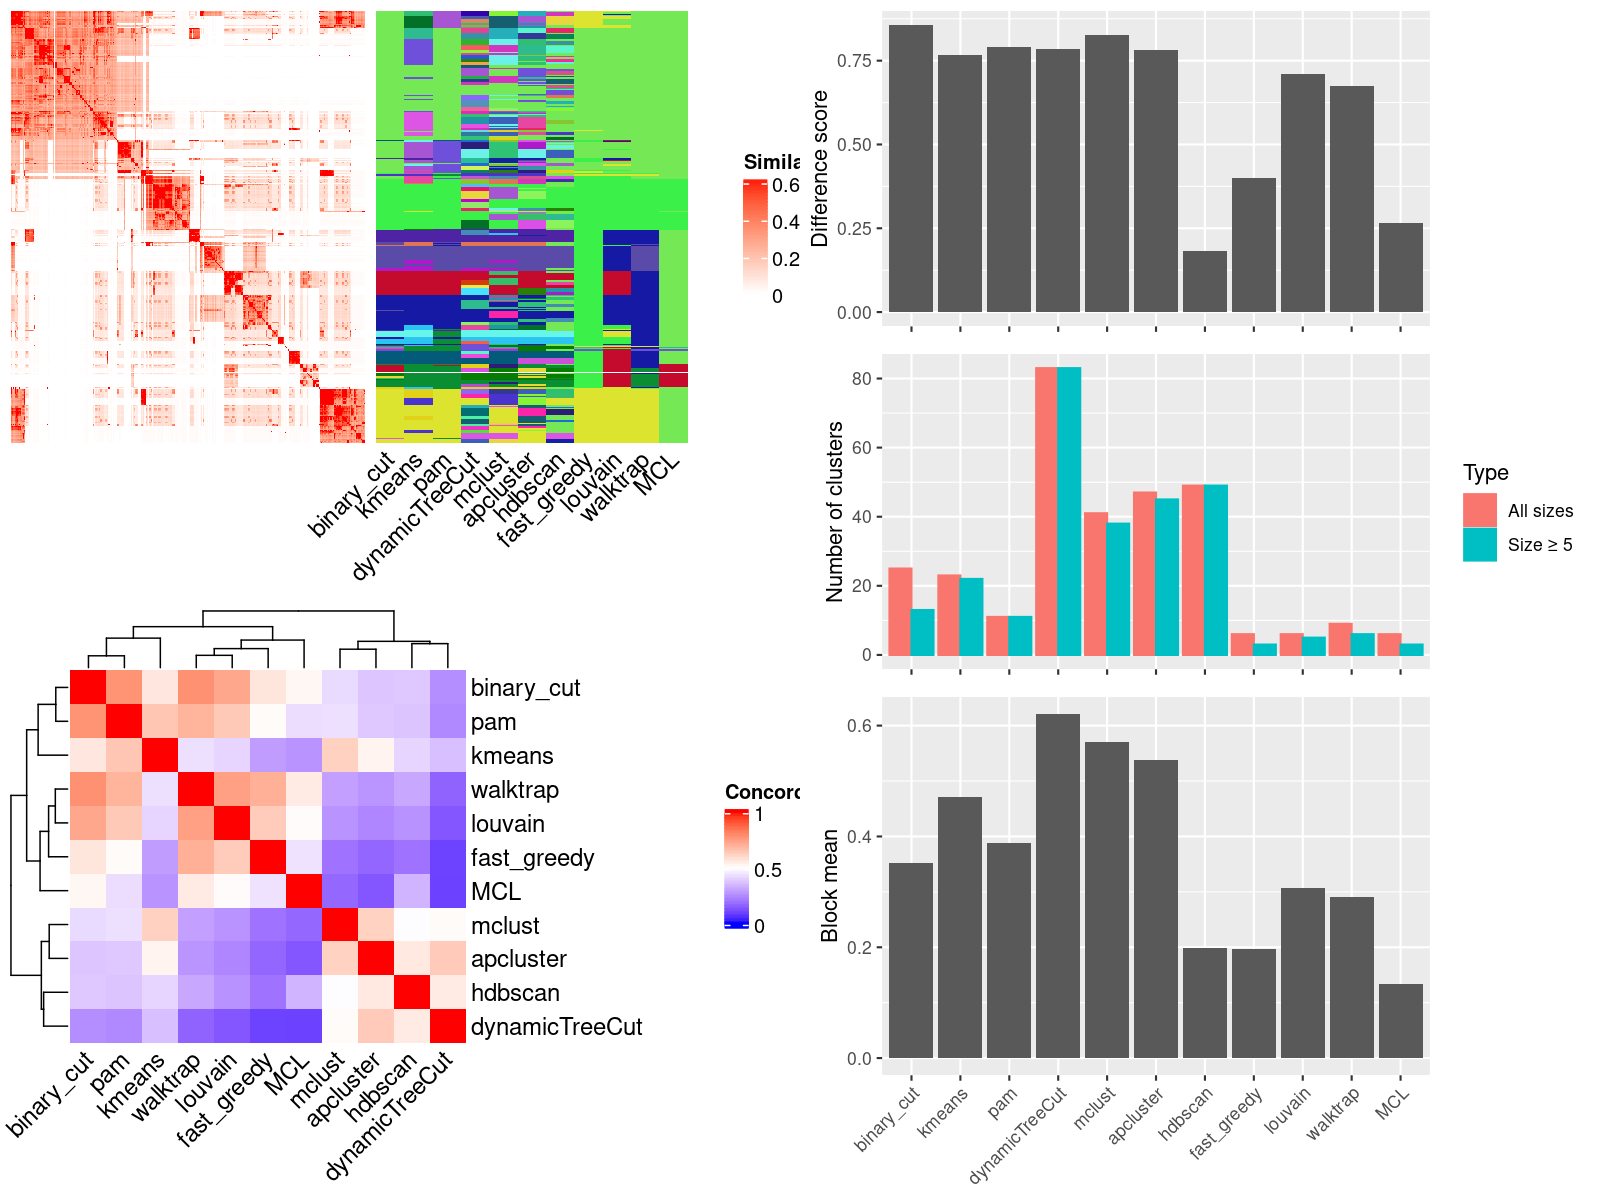 Simila
0.6
0.4
0.2
0
binary_cut
kmeans
pam
dynamicTreeCut
mclust
apcluster
hdbscan
fast_greedy
louvain
walktrap
MCL
binary_cut
pam
kmeans
walktrap
louvain
fast_greedy
MCL
mclust
apcluster
hdbscan
dynamicTreeCut
binary_cut
pam
kmeans
walktrap
louvain
fast_greedy
MCL
mclust
apcluster
hdbscan
dynamicTreeCut
Concorc
1
0.5
0
Difference score
0.75
0.50
0.25
0.00
Number of clusters
80
60
40
20
0
Type
All sizes
Size ≥ 5
Block mean
0.6
0.4
0.2
0.0
binary_cut
kmeans
pam
dynamicTreeCut
mclust
apcluster
hdbscan
fast_greedy
louvain
walktrap
MCL